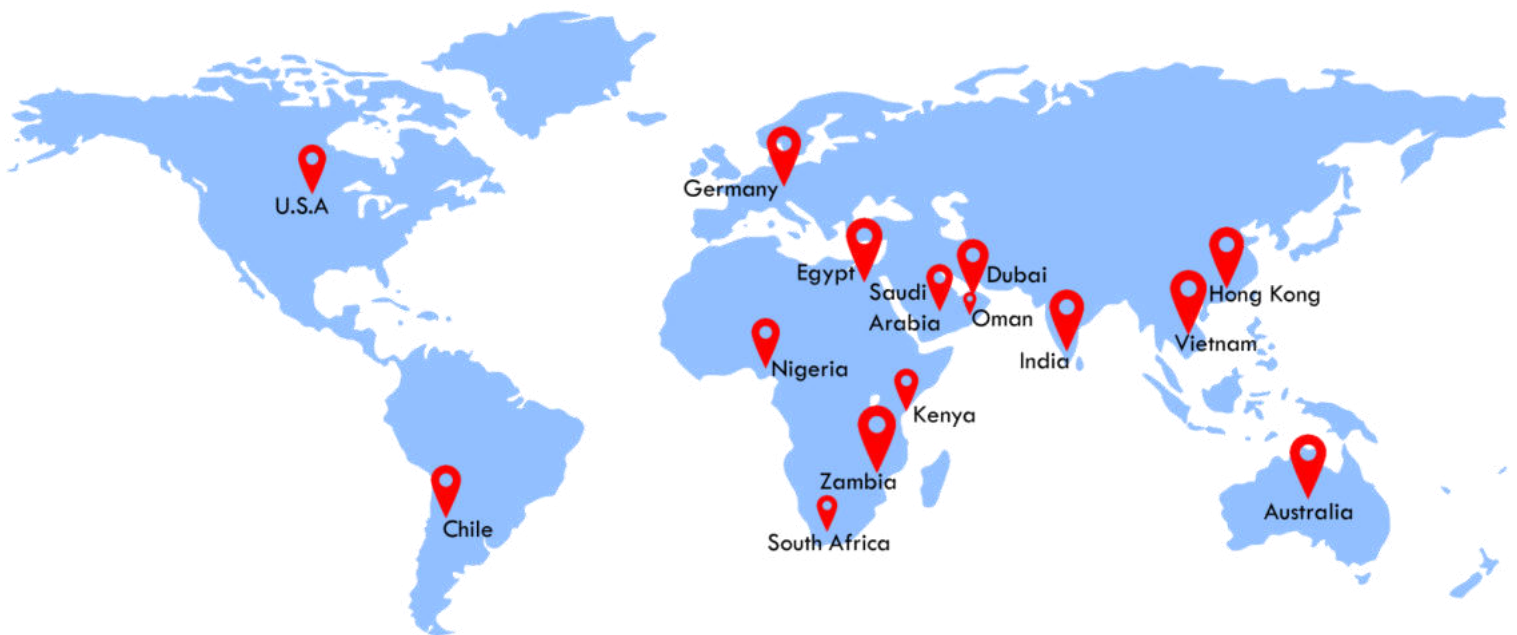 Germany
U.S.A
Egypt
Dubai
Saudi
Arabia
Oman
Hong Kong
Vietnam
India
Nigeria
Kenya
Zambia
Australia
Chile
South Africa